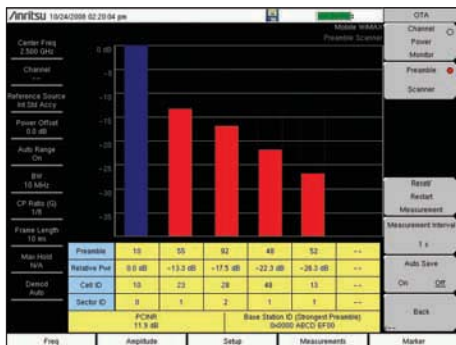 Anritsu 10/24/2008 02:20:04 pm
OTA
Mobile WiMAX
Preamble Scanner
Center Freq
2.500 GHz
Channel
--
Reference Source
Int Std Accy
Power Offset
0.0 dB
Auto Range
On
BW
10 MHz
CP Ratio (G)
1/8
Frame Length
10 ms
Max Hold
N/A
Demod
Auto
0 dB
-5
-10
-15
-20
-25
-30
-35
Preamble 10 55 92 48 52 --
Relative Pwr 0.0 dB -13.3 dB -17.5 dB -22.3 dB -26.3 dB --
Cell ID 10 23 28 48 13 --
Sector ID 0 1 2 1 1 --
PCINR
11.9 dB
Base Station ID (Strongest Preamble)
0x0000 ABCD EF00
Channel
Power
Monitor
Preamble
Scanner
Reset/
Restart
Measurement
Measurement Interval
1 s
Auto Save
On Off
Back
Freq Amplitude Setup Measurements Marker